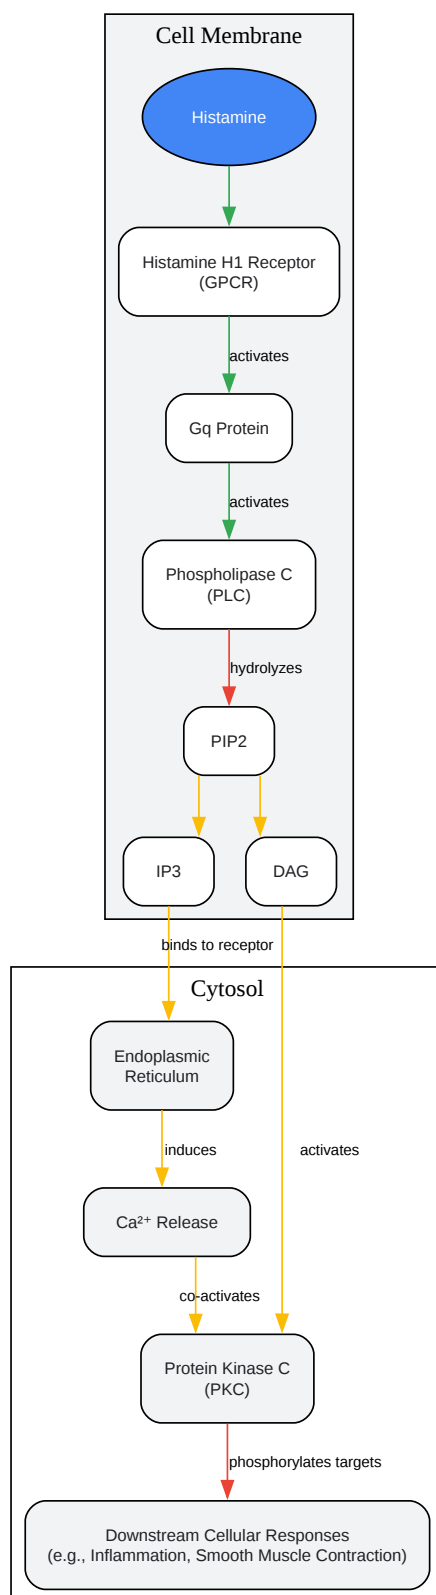 Cell Membrane
Histamine
Histamine H1 Receptor
(GPCR)
activates
Gq Protein
activates
Phospholipase C
(PLC)
hydrolyzes
PIP2
IP3
DAG
binds to receptor
Cytosol
Endoplasmic
Reticulum
induces
activates
Ca²⁺ Release
co-activates
Protein Kinase C
(PKC)
phosphorylates targets
Downstream Cellular Responses
(e.g., Inflammation, Smooth Muscle Contraction)